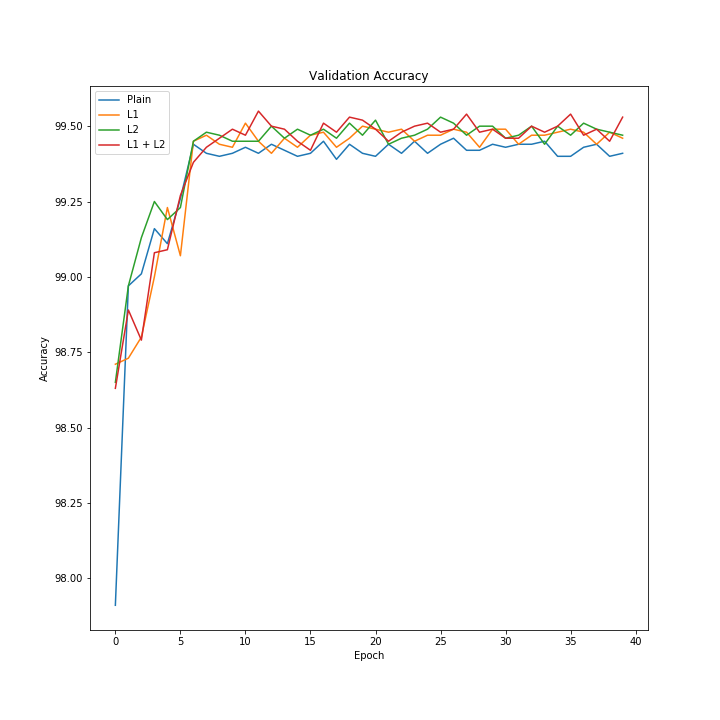 Validation Accuracy
Plain
L1
L2
L1 + L2
99.50
99.25
99.00
98.75
98.50
98.25
98.00
Accuracy
0 5 10 15 20 25 30 35 40
Epoch